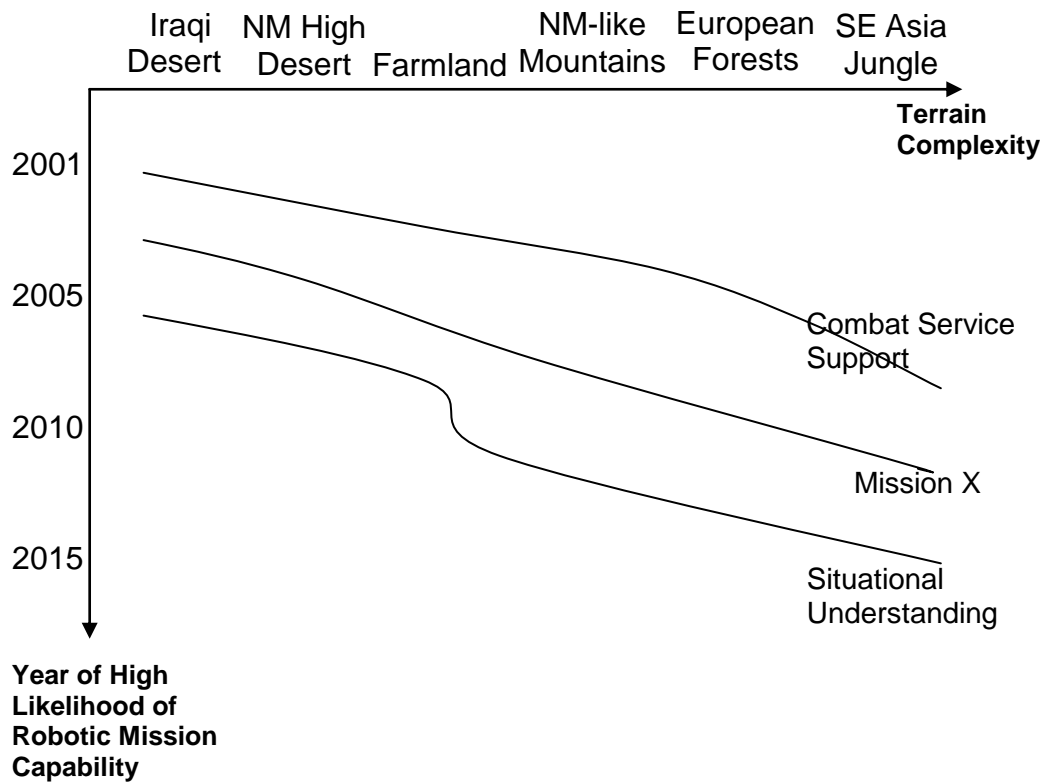 Iraqi
Desert
NM High
Desert
Farmland
NM-like
Mountains
European
Forests
SE Asia
Jungle
Terrain
Complexity
2001
2005
2010
2015
Combat Service
Support
Mission X
Situational
Understanding
Year of High
Likelihood of
Robotic Mission
Capability